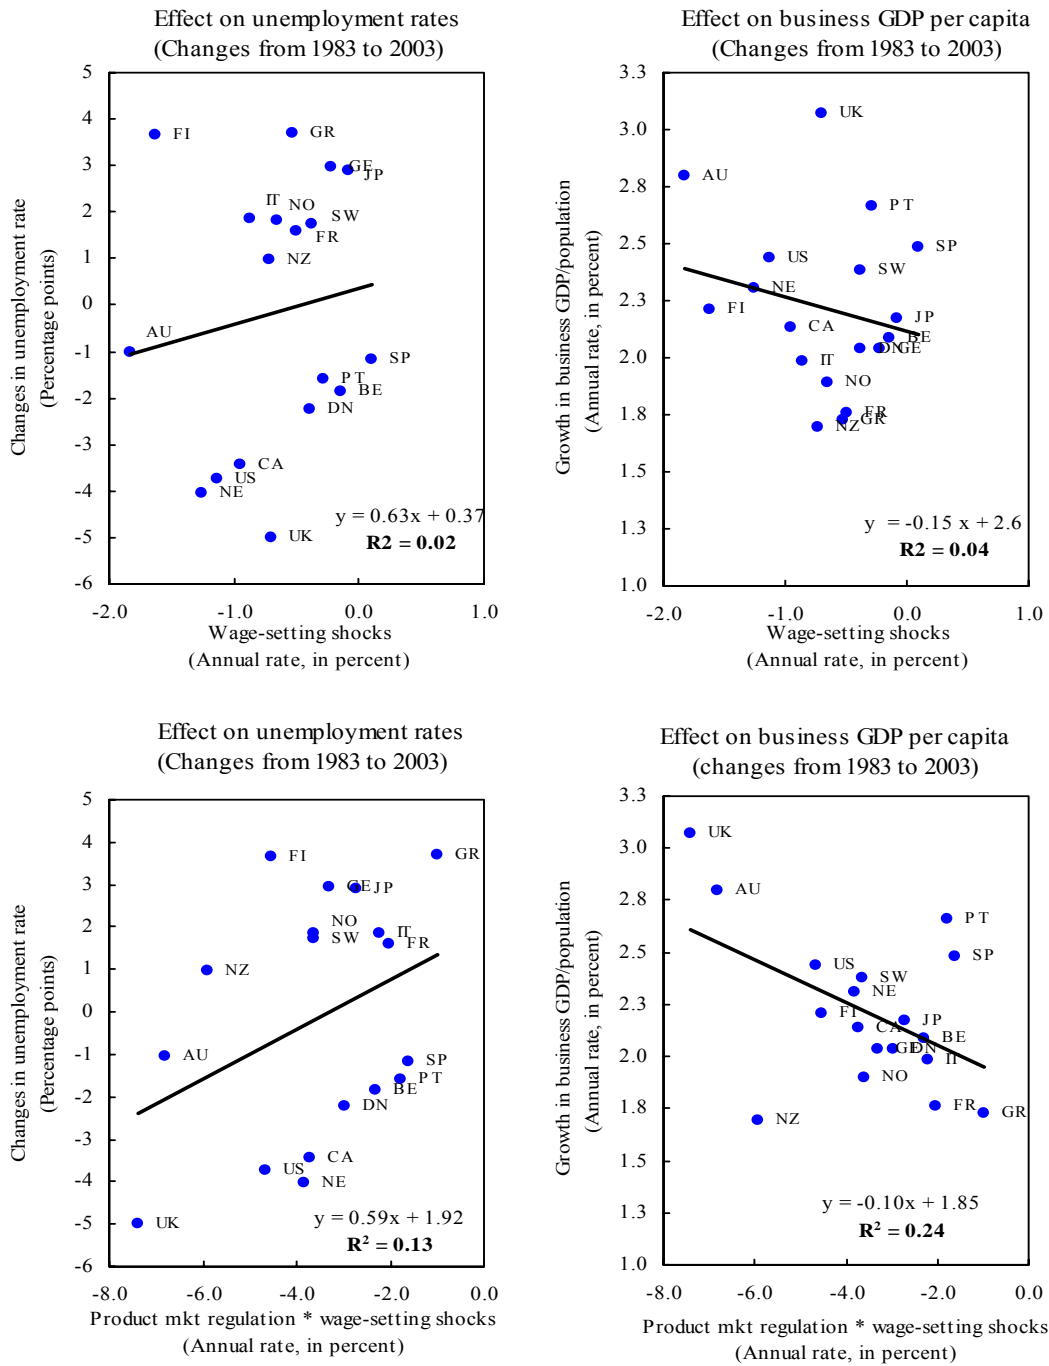 Effect on unemployment rates
(Changes from 1983 to 2003)
5
4
3
2
1
0
-1
-2
-3
-4
-5
-6
Changes in unemployment rate
(Percentage points)
FI
GR
GE
JP
IT
NO
SW
FR
NZ
AU
SP
PT
BE
DN
CA
US
NE
UK
y = 0.63x + 0.37
R2 = 0.02
-2.0
-1.0
0.0
1.0
Wage-setting shocks
(Annual rate, in percent)
Effect on business GDP per capita
(Changes from 1983 to 2003)
3.3
3.0
2.8
2.5
2.3
2.0
1.8
1.5
1.3
1.0
Growth in business GDP/population
(Annual rate, in percent)
UK
AU
PT
SP
US
SW
NE
FI
JP
CA
BE
DN
GE
IT
NO
FR
GR
NZ
y = -0.15 x + 2.6
R2 = 0.04
-2.0
-1.0
0.0
1.0
Wage-setting shocks
(Annual rate, in percent)
Effect on unemployment rates
(Changes from 1983 to 2003)
5
4
3
2
1
0
-1
-2
-3
-4
-5
-6
Changes in unemployment rate
(Percentage points)
FI
GR
GE
JP
NO
SW
IT
FR
NZ
AU
SP
PT
BE
DN
CA
US
NE
UK
y = 0.59x + 1.92
R² = 0.13
-8.0
-6.0
-4.0
-2.0
0.0
Product mkt regulation * wage-setting shocks
(Annual rate, in percent)
Effect on business GDP per capita
(changes from 1983 to 2003)
3.3
3.0
2.8
2.5
2.3
2.0
1.8
1.5
1.3
1.0
Growth in business GDP/population
(Annual rate, in percent)
UK
AU
PT
SP
US
SW
NE
FI
JP
CA
BE
GE
DN
IT
NO
FR
GR
NZ
y = -0.10x + 1.85
R² = 0.24
-8.0
-6.0
-4.0
-2.0
0.0
Product mkt regulation * wage-setting shocks
(Annual rate, in percent)